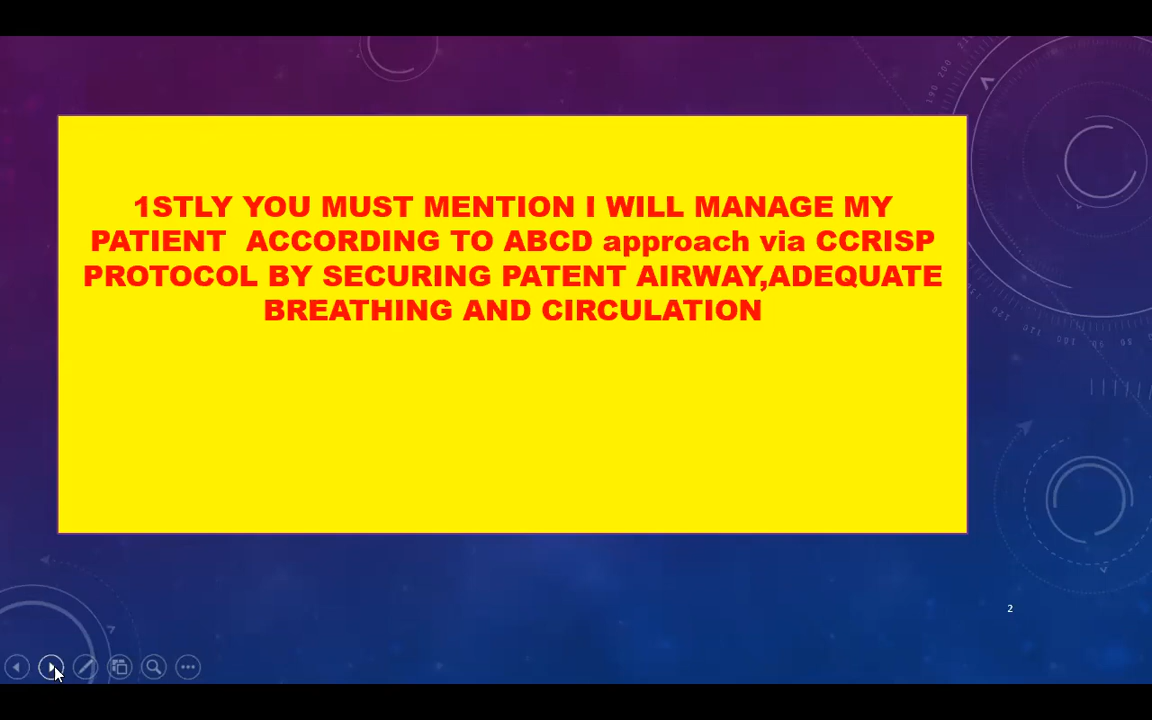 1STLY YOU MUST MENTION I WILL MANAGE MY
PATIENT  ACCORDING TO ABCD approach via CCRISP
PROTOCOL BY SECURING PATENT AIRWAY,ADEQUATE
BREATHING AND CIRCULATION
2